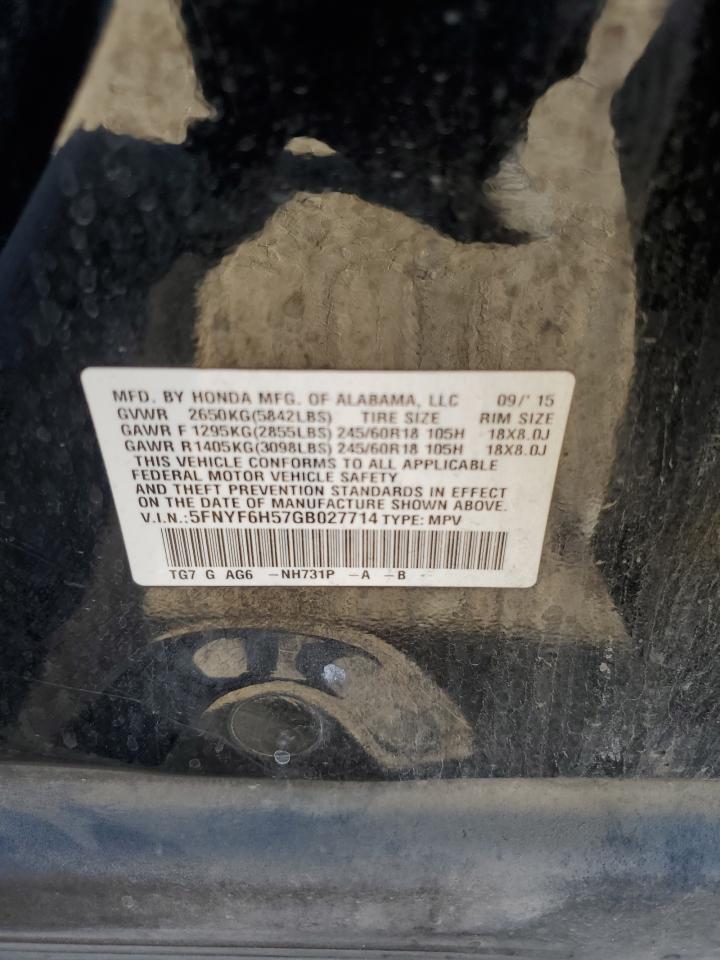 MFD. BY HONDA MFG. OF ALABAMA, LLC 09/' 15
GVWR 2650KG(5842LBS) TIRE SIZE RIM SIZE
GAWR F 1295KG(2855LBS) 245/60R18 105H 18X8.0J
GAWR R 1405KG(3098LBS) 245/60R18 105H 18X8.0J
THIS VEHICLE CONFORMS TO ALL APPLICABLE
FEDERAL MOTOR VEHICLE SAFETY
AND THEFT PREVENTION STANDARDS IN EFFECT
ON THE DATE OF MANUFACTURE SHOWN ABOVE.
V.I.N.:5FNYF6H57GB027714 TYPE: MPV
TG7 G AG6 -NH731P -A -B